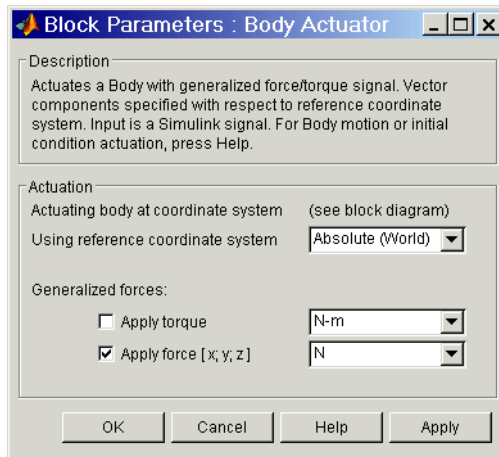 Block Parameters : Body Actuator
Description
Actuates a Body with generalized force/torque signal. Vector
components specified with respect to reference coordinate
system. Input is a Simulink signal. For Body motion or initial
condition actuation, press Help.
Actuation
Actuating body at coordinate system (see block diagram)
Using reference coordinate system Absolute (World)
Generalized forces:
Apply torque N-m
Apply force [ x; y; z ] N
OK Cancel Help Apply